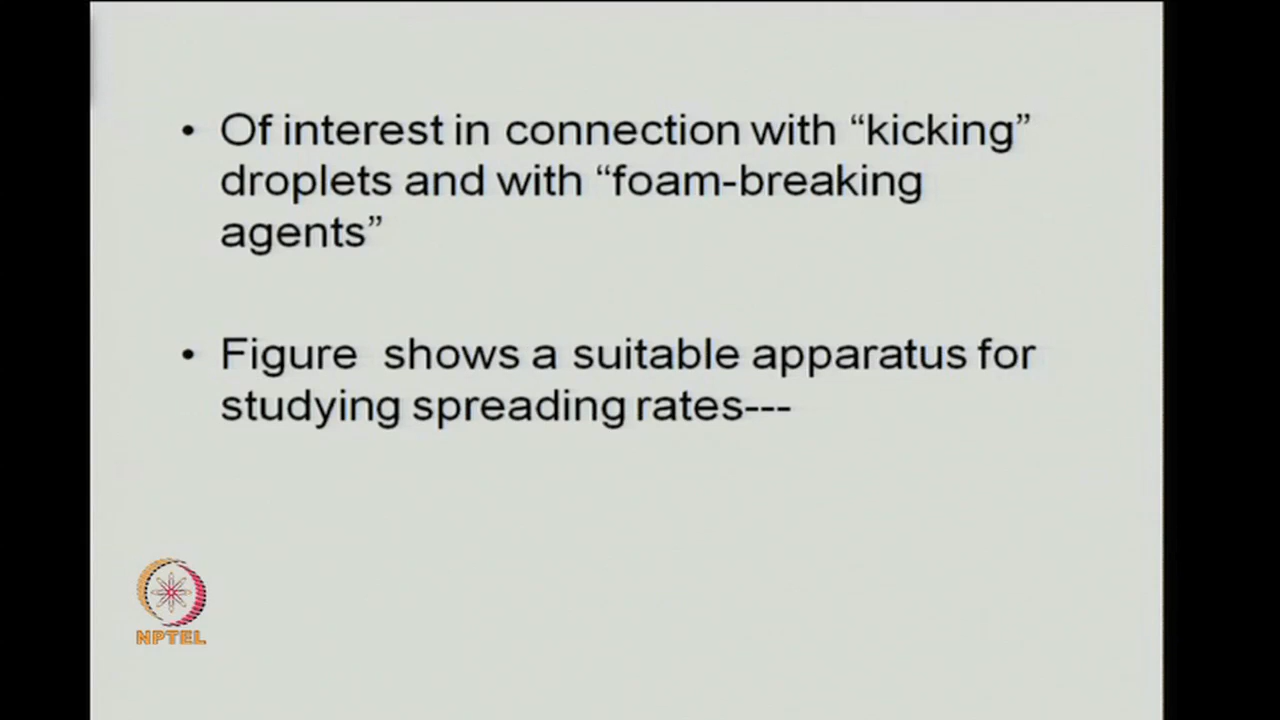 • Of interest in connection with “kicking”
droplets and with “foam-breaking
agents”
• Figure  shows a suitable apparatus for
studying spreading rates---
NPTEL